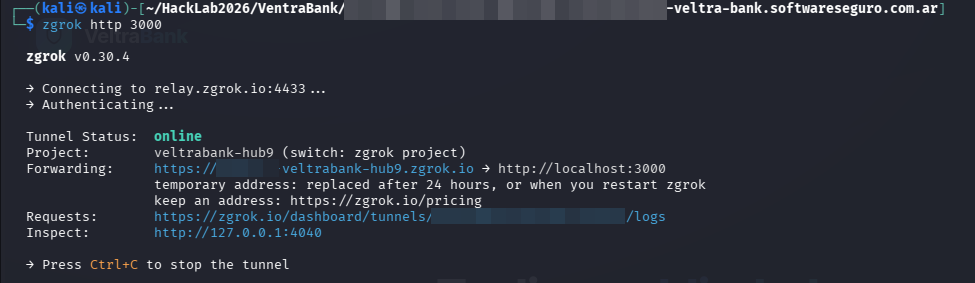 ┌──(kali㉿kali)-[~/HackLab2026/VentraBank/-veltra-bank.softwareseguro.com.ar]
└─$ zgrok http 3000
VeltraBank
zgrok v0.30.4
→ Connecting to relay.zgrok.io:4433...
→ Authenticating...
Tunnel Status: online
Project: veltrabank-hub9 (switch: zgrok project)
Forwarding: https://-veltrabank-hub9.zgrok.io → http://localhost:3000
temporary address: replaced after 24 hours, or when you restart zgrok
keep an address: https://zgrok.io/pricing
Requests: https://zgrok.io/dashboard/tunnels//logs
Inspect: http://127.0.0.1:4040
→ Press Ctrl+C to stop the tunnel